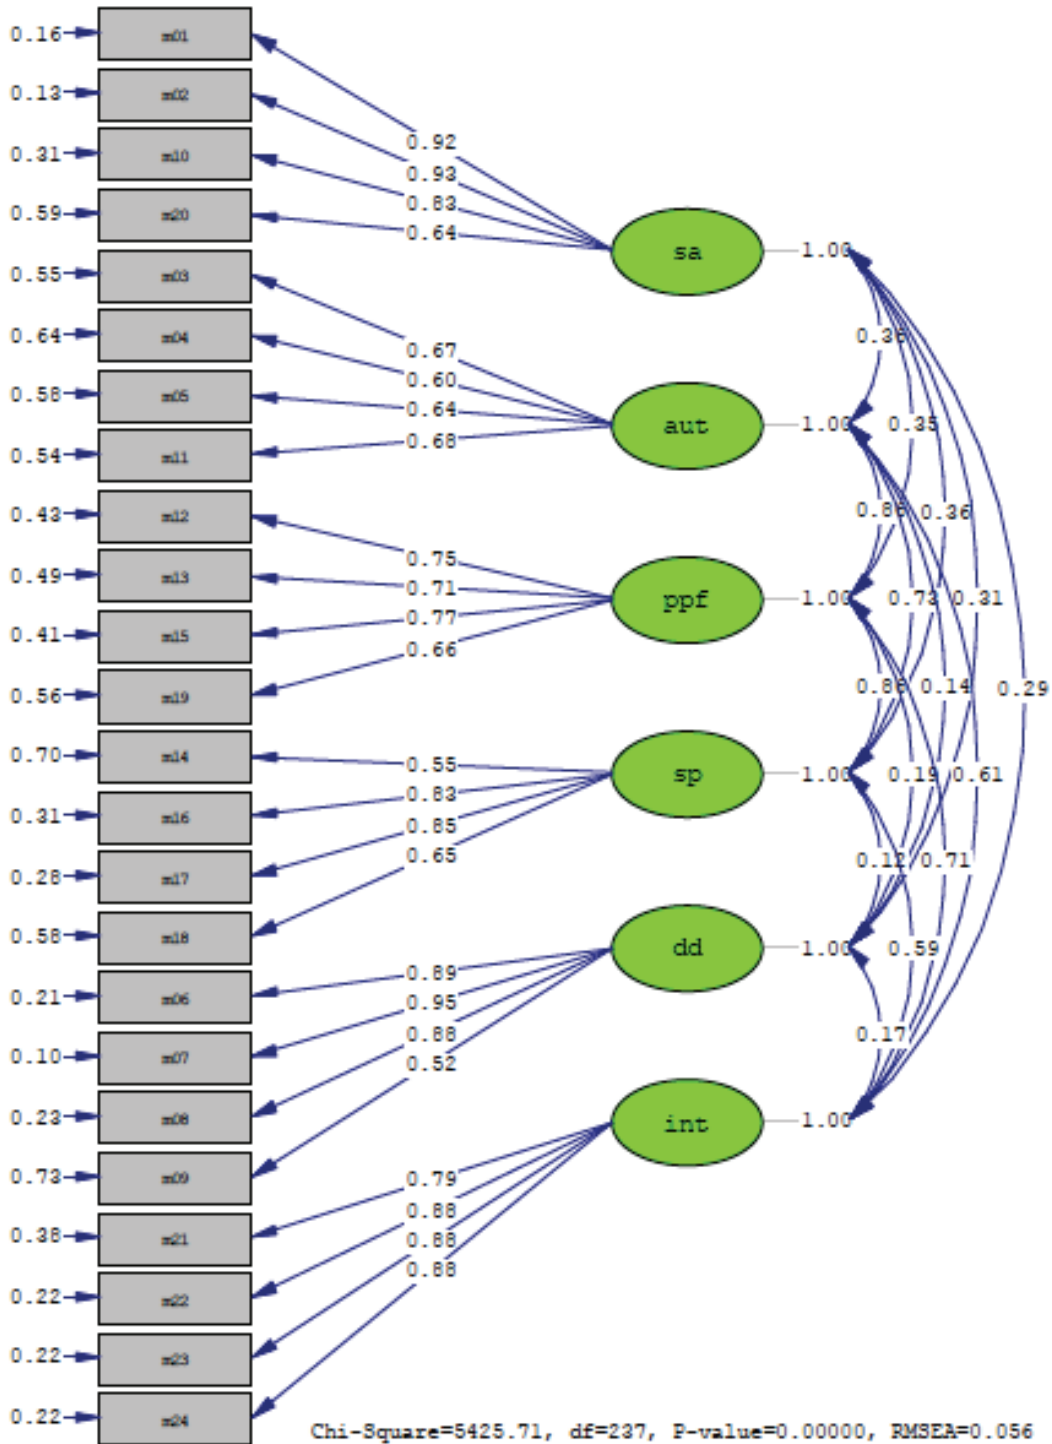 0.16 m01
0.13 m02
0.31 m10
0.59 m20
0.55 m03
0.64 m04
0.58 m05
0.54 m11
0.43 m12
0.49 m13
0.41 m15
0.56 m19
0.70 m14
0.31 m16
0.28 m17
0.58 m18
0.21 m06
0.10 m07
0.23 m08
0.73 m09
0.38 m21
0.22 m22
0.22 m23
0.22 m24
0.92
0.93
0.83
0.64
0.67
0.60
0.64
0.68
0.75
0.71
0.77
0.66
0.55
0.83
0.85
0.65
0.89
0.95
0.88
0.52
0.79
0.88
0.88
0.88
sa 1.00
aut 1.00
ppf 1.00
sp 1.00
dd 1.00
int 1.00
0.35
0.36
0.73 0.31
0.14 0.29
0.19 0.61
0.12 0.71
0.59
0.17
Chi-Square=5425.71, df=237, P-value=0.00000, RMSEA=0.056